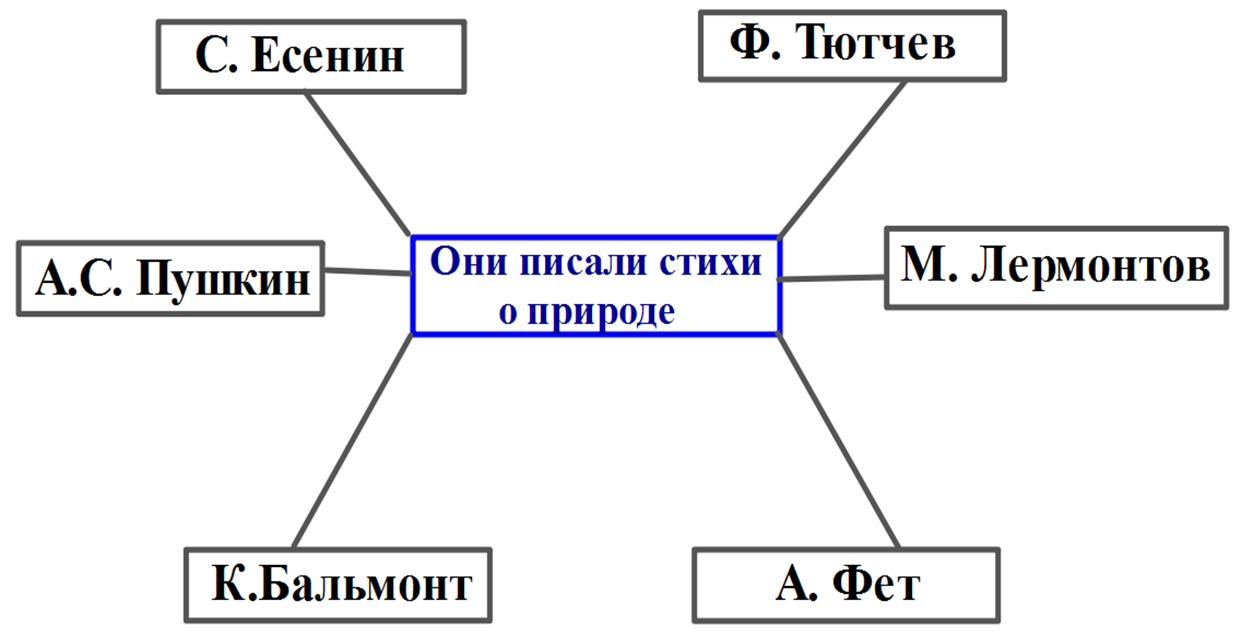 С. Есенин
Ф. Тютчев
А.С. Пушкин
Они писали стихи
о природе
М. Лермонтов
К.Бальмонт
А. Фет